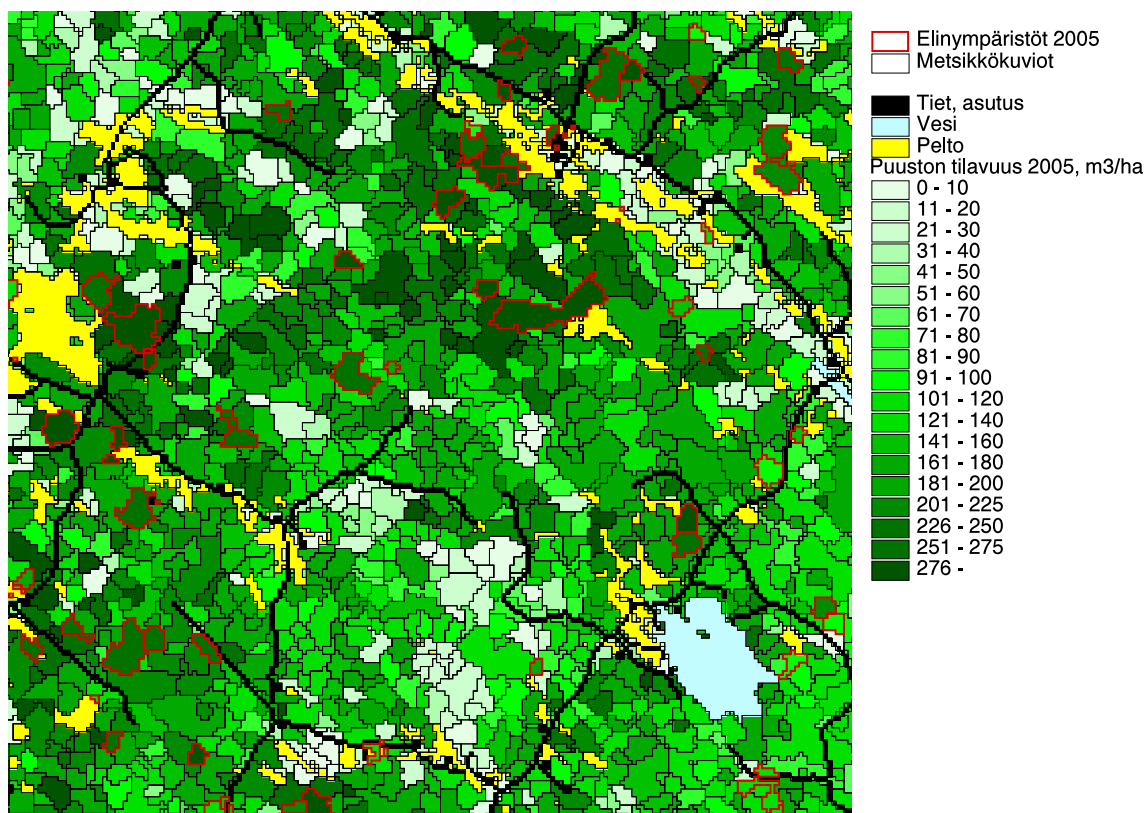 Elinympäristöt 2005
Metsikkökuviot
Tiet, asutus
Vesi
Pelto
Puuston tilavuus 2005, m3/ha
0 - 10
11 - 20
21 - 30
31 - 40
41 - 50
51 - 60
61 - 70
71 - 80
81 - 90
91 - 100
101 - 120
121 - 140
141 - 160
161 - 180
181 - 200
201 - 225
226 - 250
251 - 275
276 -